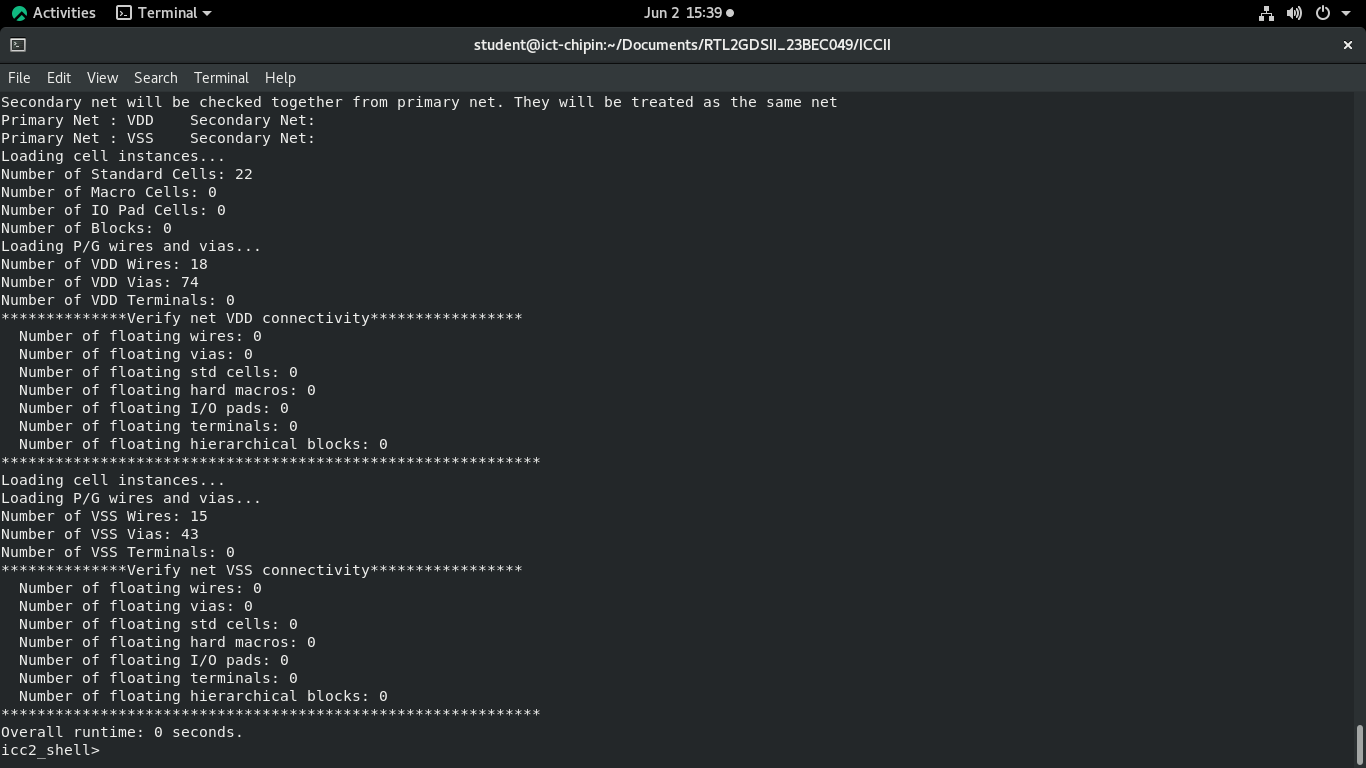 Activities Terminal Jun 2 15:39
student@ict-chipin:~/Documents/RTL2GDSII_23BEC049/ICCII ×
File Edit View Search Terminal Help
Secondary net will be checked together from primary net. They will be treated as the same net
Primary Net : VDD    Secondary Net:
Primary Net : VSS    Secondary Net:
Loading cell instances...
Number of Standard Cells: 22
Number of Macro Cells: 0
Number of IO Pad Cells: 0
Number of Blocks: 0
Loading P/G wires and vias...
Number of VDD Wires: 18
Number of VDD Vias: 74
Number of VDD Terminals: 0
**************Verify net VDD connectivity*****************
  Number of floating wires: 0
  Number of floating vias: 0
  Number of floating std cells: 0
  Number of floating hard macros: 0
  Number of floating I/O pads: 0
  Number of floating terminals: 0
  Number of floating hierarchical blocks: 0
************************************************************
Loading cell instances...
Loading P/G wires and vias...
Number of VSS Wires: 15
Number of VSS Vias: 43
Number of VSS Terminals: 0
**************Verify net VSS connectivity*****************
  Number of floating wires: 0
  Number of floating vias: 0
  Number of floating std cells: 0
  Number of floating hard macros: 0
  Number of floating I/O pads: 0
  Number of floating terminals: 0
  Number of floating hierarchical blocks: 0
************************************************************
Overall runtime: 0 seconds.
icc2_shell>